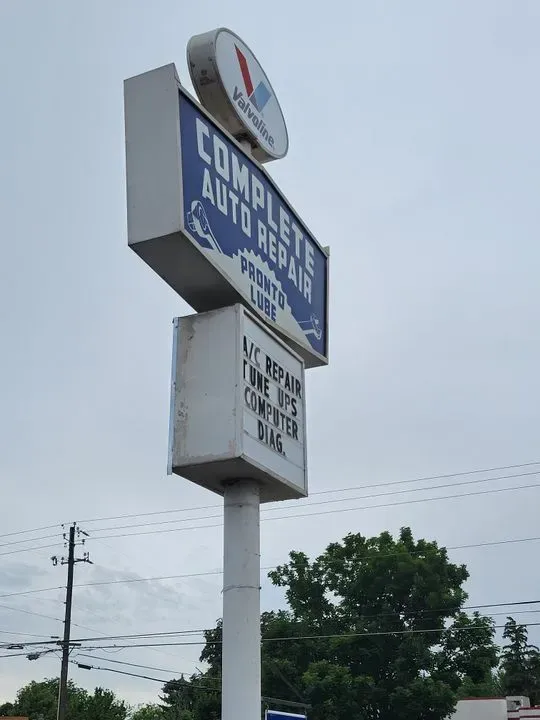 Valvoline
COMPLETE
AUTO REPAIR
PRONTO
LUBE
A/C REPAIR
TUNE UPS
COMPUTER
DIAG.